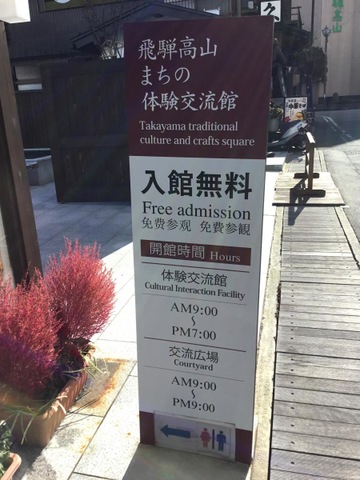 飛騨高山
まちの
体験交流館
Takayama traditional
culture and crafts square
入館無料
Free admission
免费参观 免費參觀
開館時間 Hours
体験交流館
Cultural Interaction Facility
AM9:00
〜
PM7:00
交流広場
Courtyard
AM9:00
〜
PM9:00